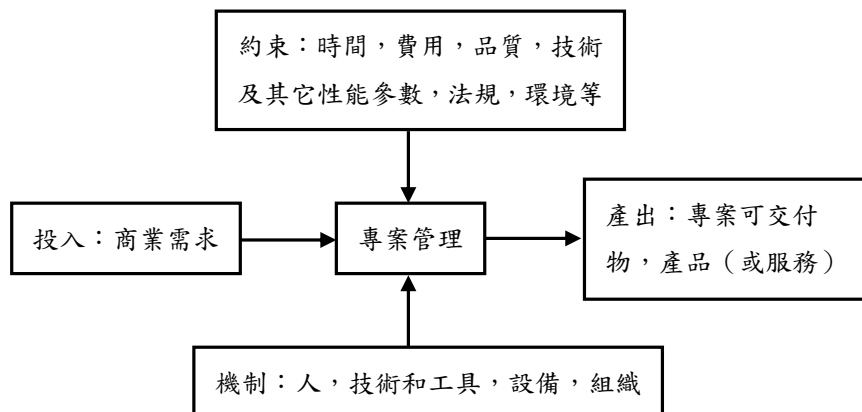 約束：時間，費用，品質，技術
及其它性能參數，法規，環境等
投入：商業需求
專案管理
產出：專案可交付
物，產品（或服務）
機制：人，技術和工具，設備，組織